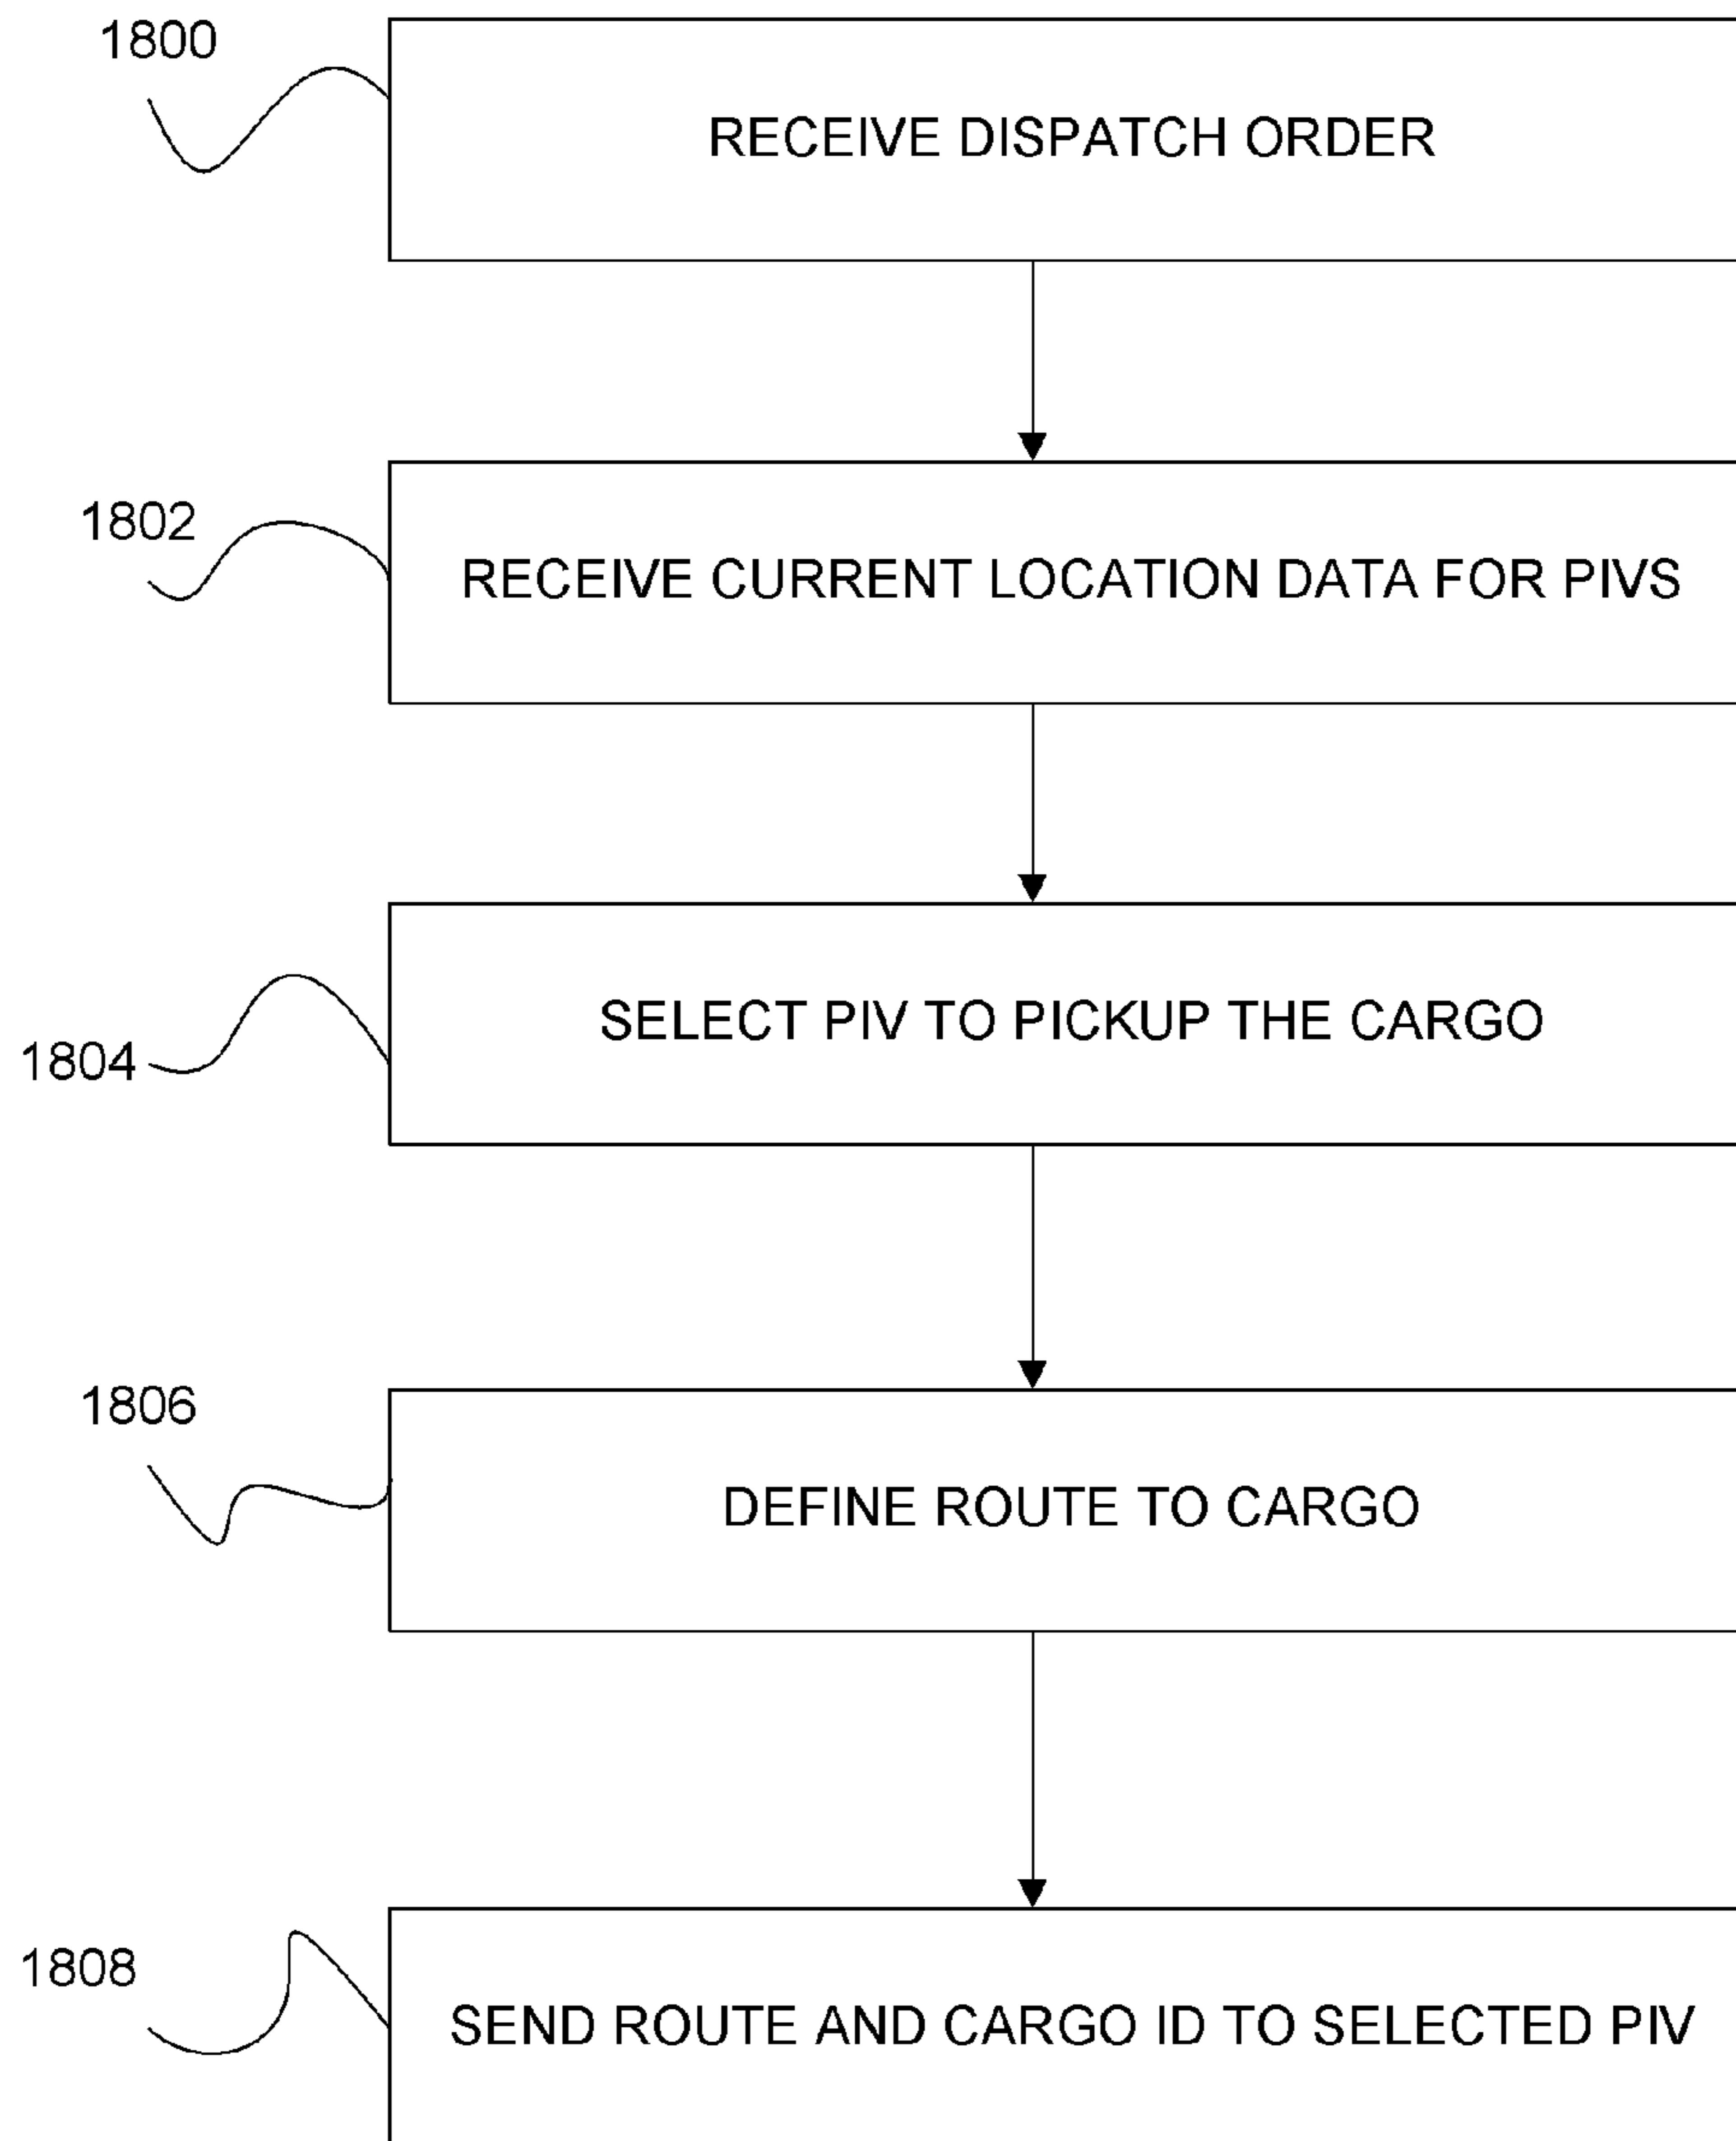 1800
RECEIVE DISPATCH ORDER
1802
RECEIVE CURRENT LOCATION DATA FOR PIVS
SELECT PIV TO PICKUP THE CARGO
1804
1806
DEFINE ROUTE TO CARGO
1808
SEND ROUTE AND CARGO ID TO SELECTED PIV